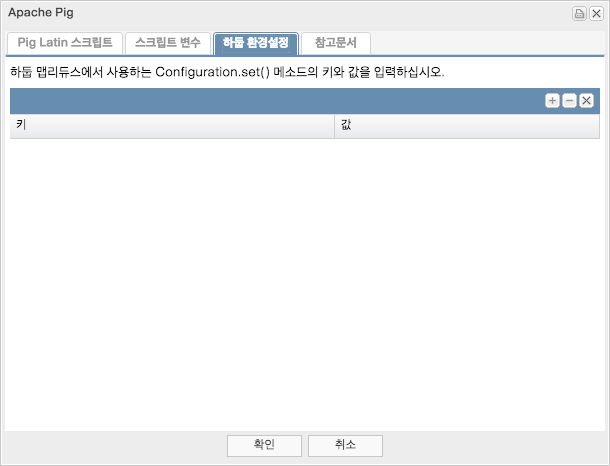 Apache Pig
Pig Latin 스크립트 스크립트 변수 하둡 환경설정 참고문서
하둡 맵리듀스에서 사용하는 Configuration.set() 메소드의 키와 값을 입력하십시오.
키 값
확인 취소